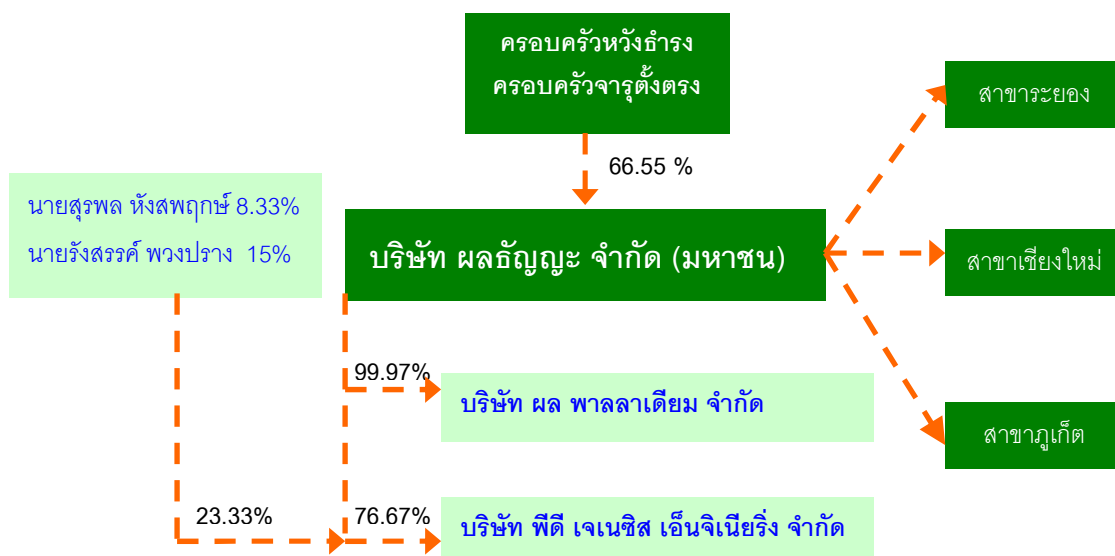 ครอบครัวหวังธำรง
ครอบครัวจารุตั้งตรง
สาขาระยอง
66.55 %
นายสุรพล หังสพฤกษ์ 8.33%
นายรังสรรค์ พวงปราง 15%
บริษัท ผลธัญญะ จำกัด (มหาชน)
สาขาเชียงใหม่
99.97%
บริษัท ผล พาลลาเดียม จำกัด
สาขาภูเก็ต
23.33%
76.67%
บริษัท พีดี เจเนซิส เอ็นจิเนียริ่ง จำกัด